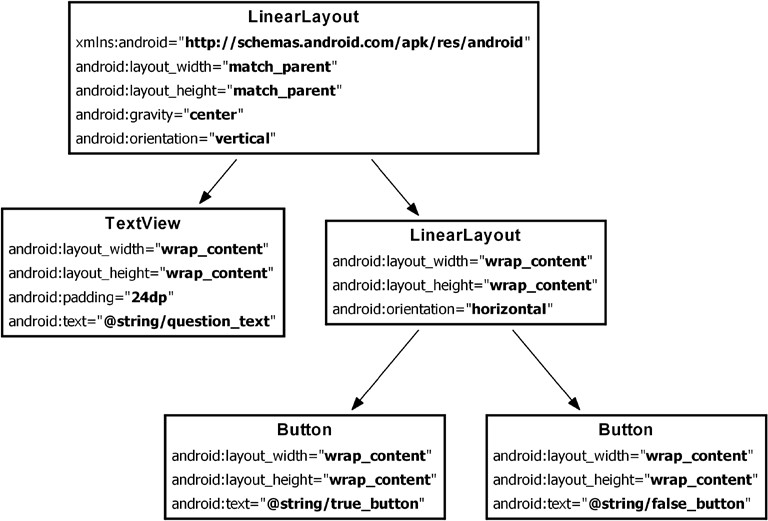 LinearLayout
xmlns:android="http://schemas.android.com/apk/res/android"
android:layout_width="match_parent"
android:layout_height="match_parent"
android:gravity="center"
android:orientation="vertical"
TextView
android:layout_width="wrap_content"
android:layout_height="wrap_content"
android:padding="24dp"
android:text="@string/question_text"
LinearLayout
android:layout_width="wrap_content"
android:layout_height="wrap_content"
android:orientation="horizontal"
Button
android:layout_width="wrap_content"
android:layout_height="wrap_content"
android:text="@string/true_button"
Button
android:layout_width="wrap_content"
android:layout_height="wrap_content"
android:text="@string/false_button"